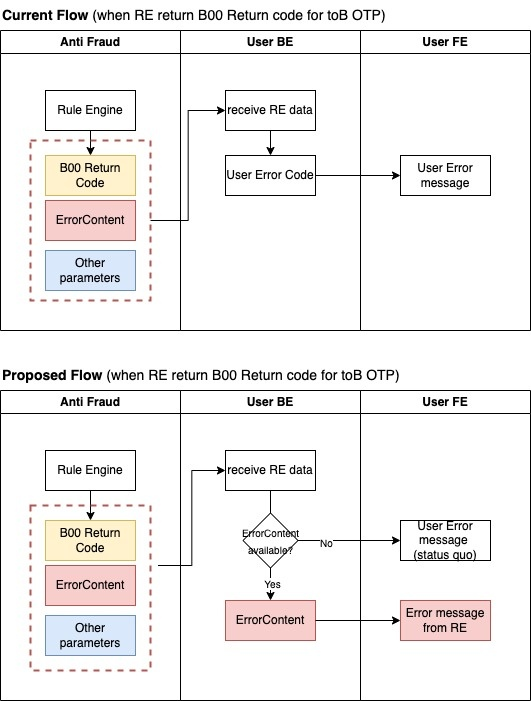 Current Flow (when RE return B00 Return code for toB OTP)
Anti Fraud
User BE
User FE
Rule Engine
receive RE data
B00 Return
Code
User Error Code
User Error
message
ErrorContent
Other
parameters
Proposed Flow (when RE return B00 Return code for toB OTP)
Anti Fraud
User BE
User FE
Rule Engine
receive RE data
B00 Return
Code
ErrorContent
available?
No
User Error
message
(status quo)
ErrorContent
Yes
Other
parameters
ErrorContent
Error message
from RE